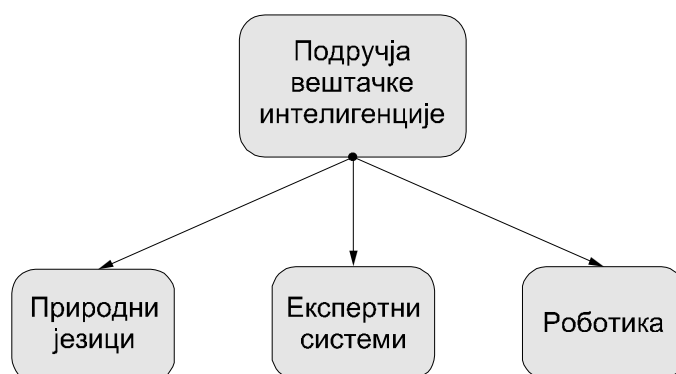 Подручја
вештачке
интелигенције
Природни
језици
Експертни
системи
Роботика